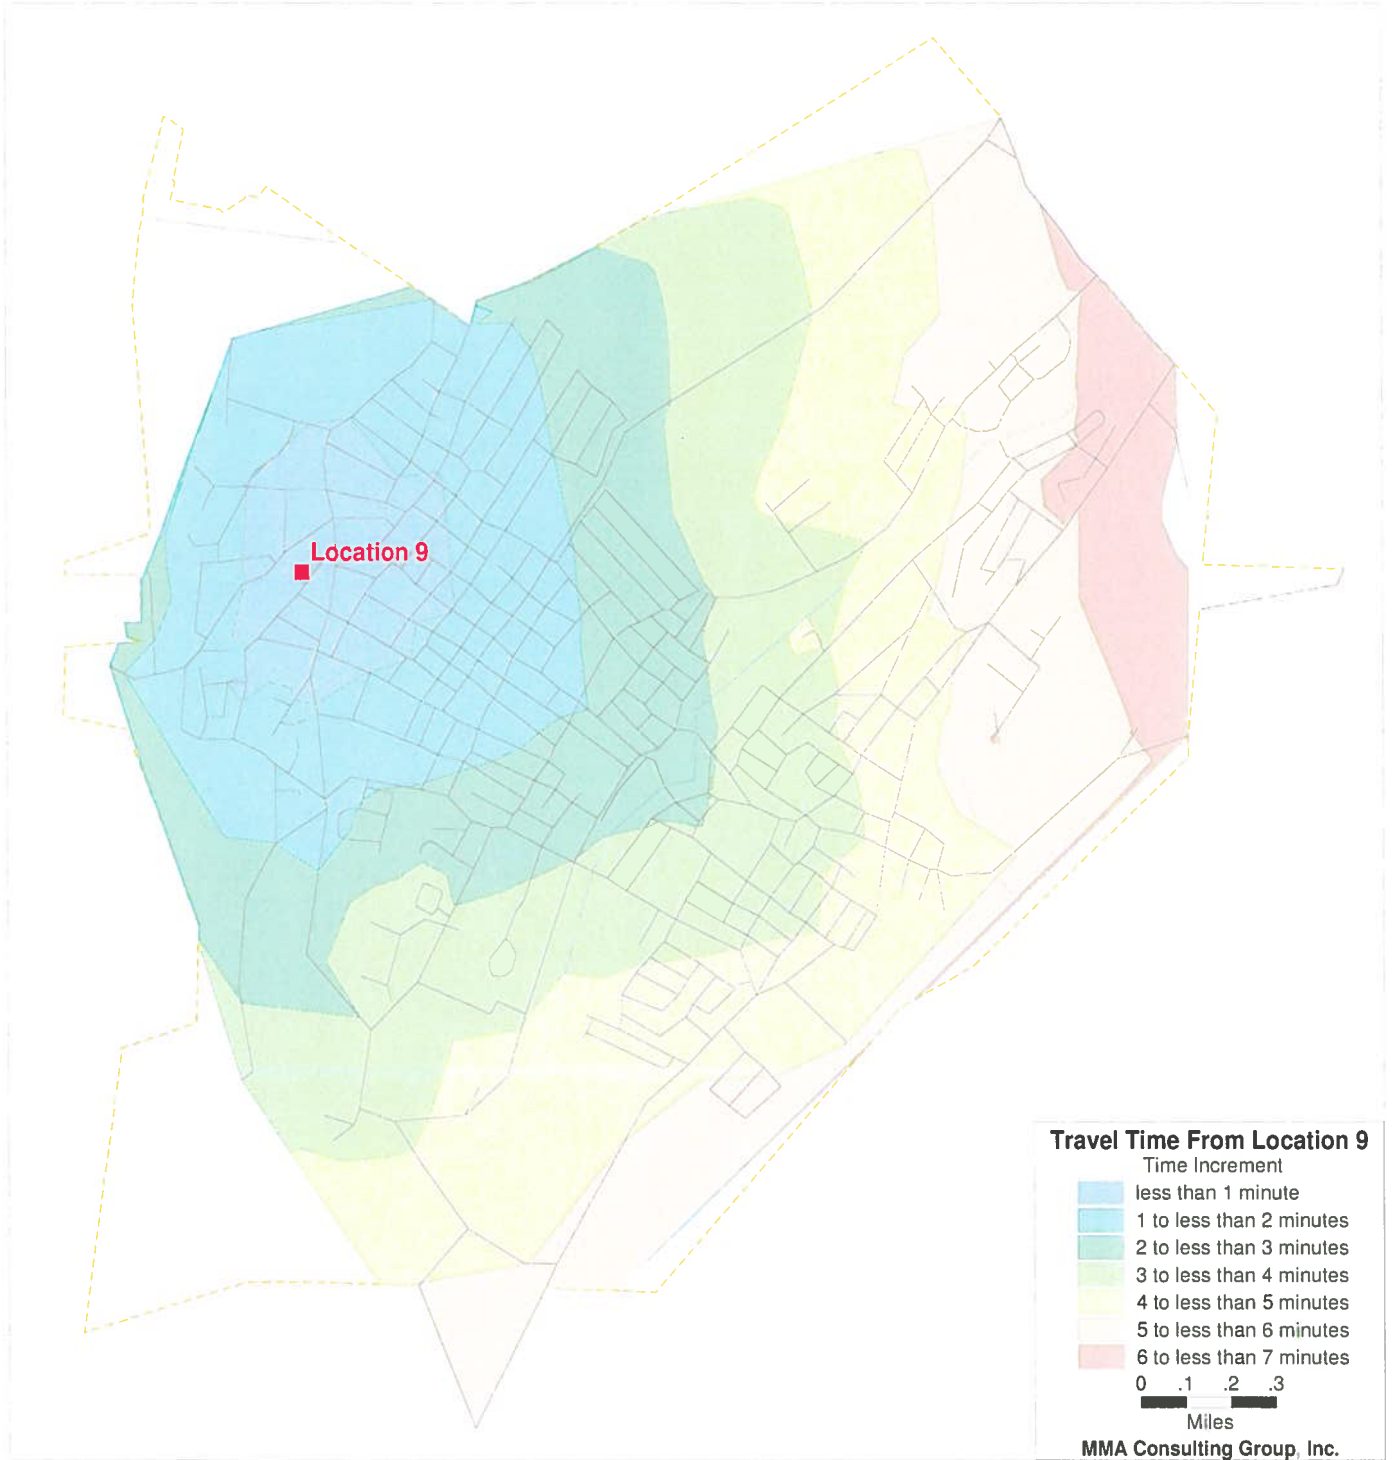 Location 9
Travel Time From Location 9
Time Increment
less than 1 minute
1 to less than 2 minutes
2 to less than 3 minutes
3 to less than 4 minutes
4 to less than 5 minutes
5 to less than 6 minutes
6 to less than 7 minutes
0 .1 .2 .3
Miles
MMA Consulting Group, Inc.